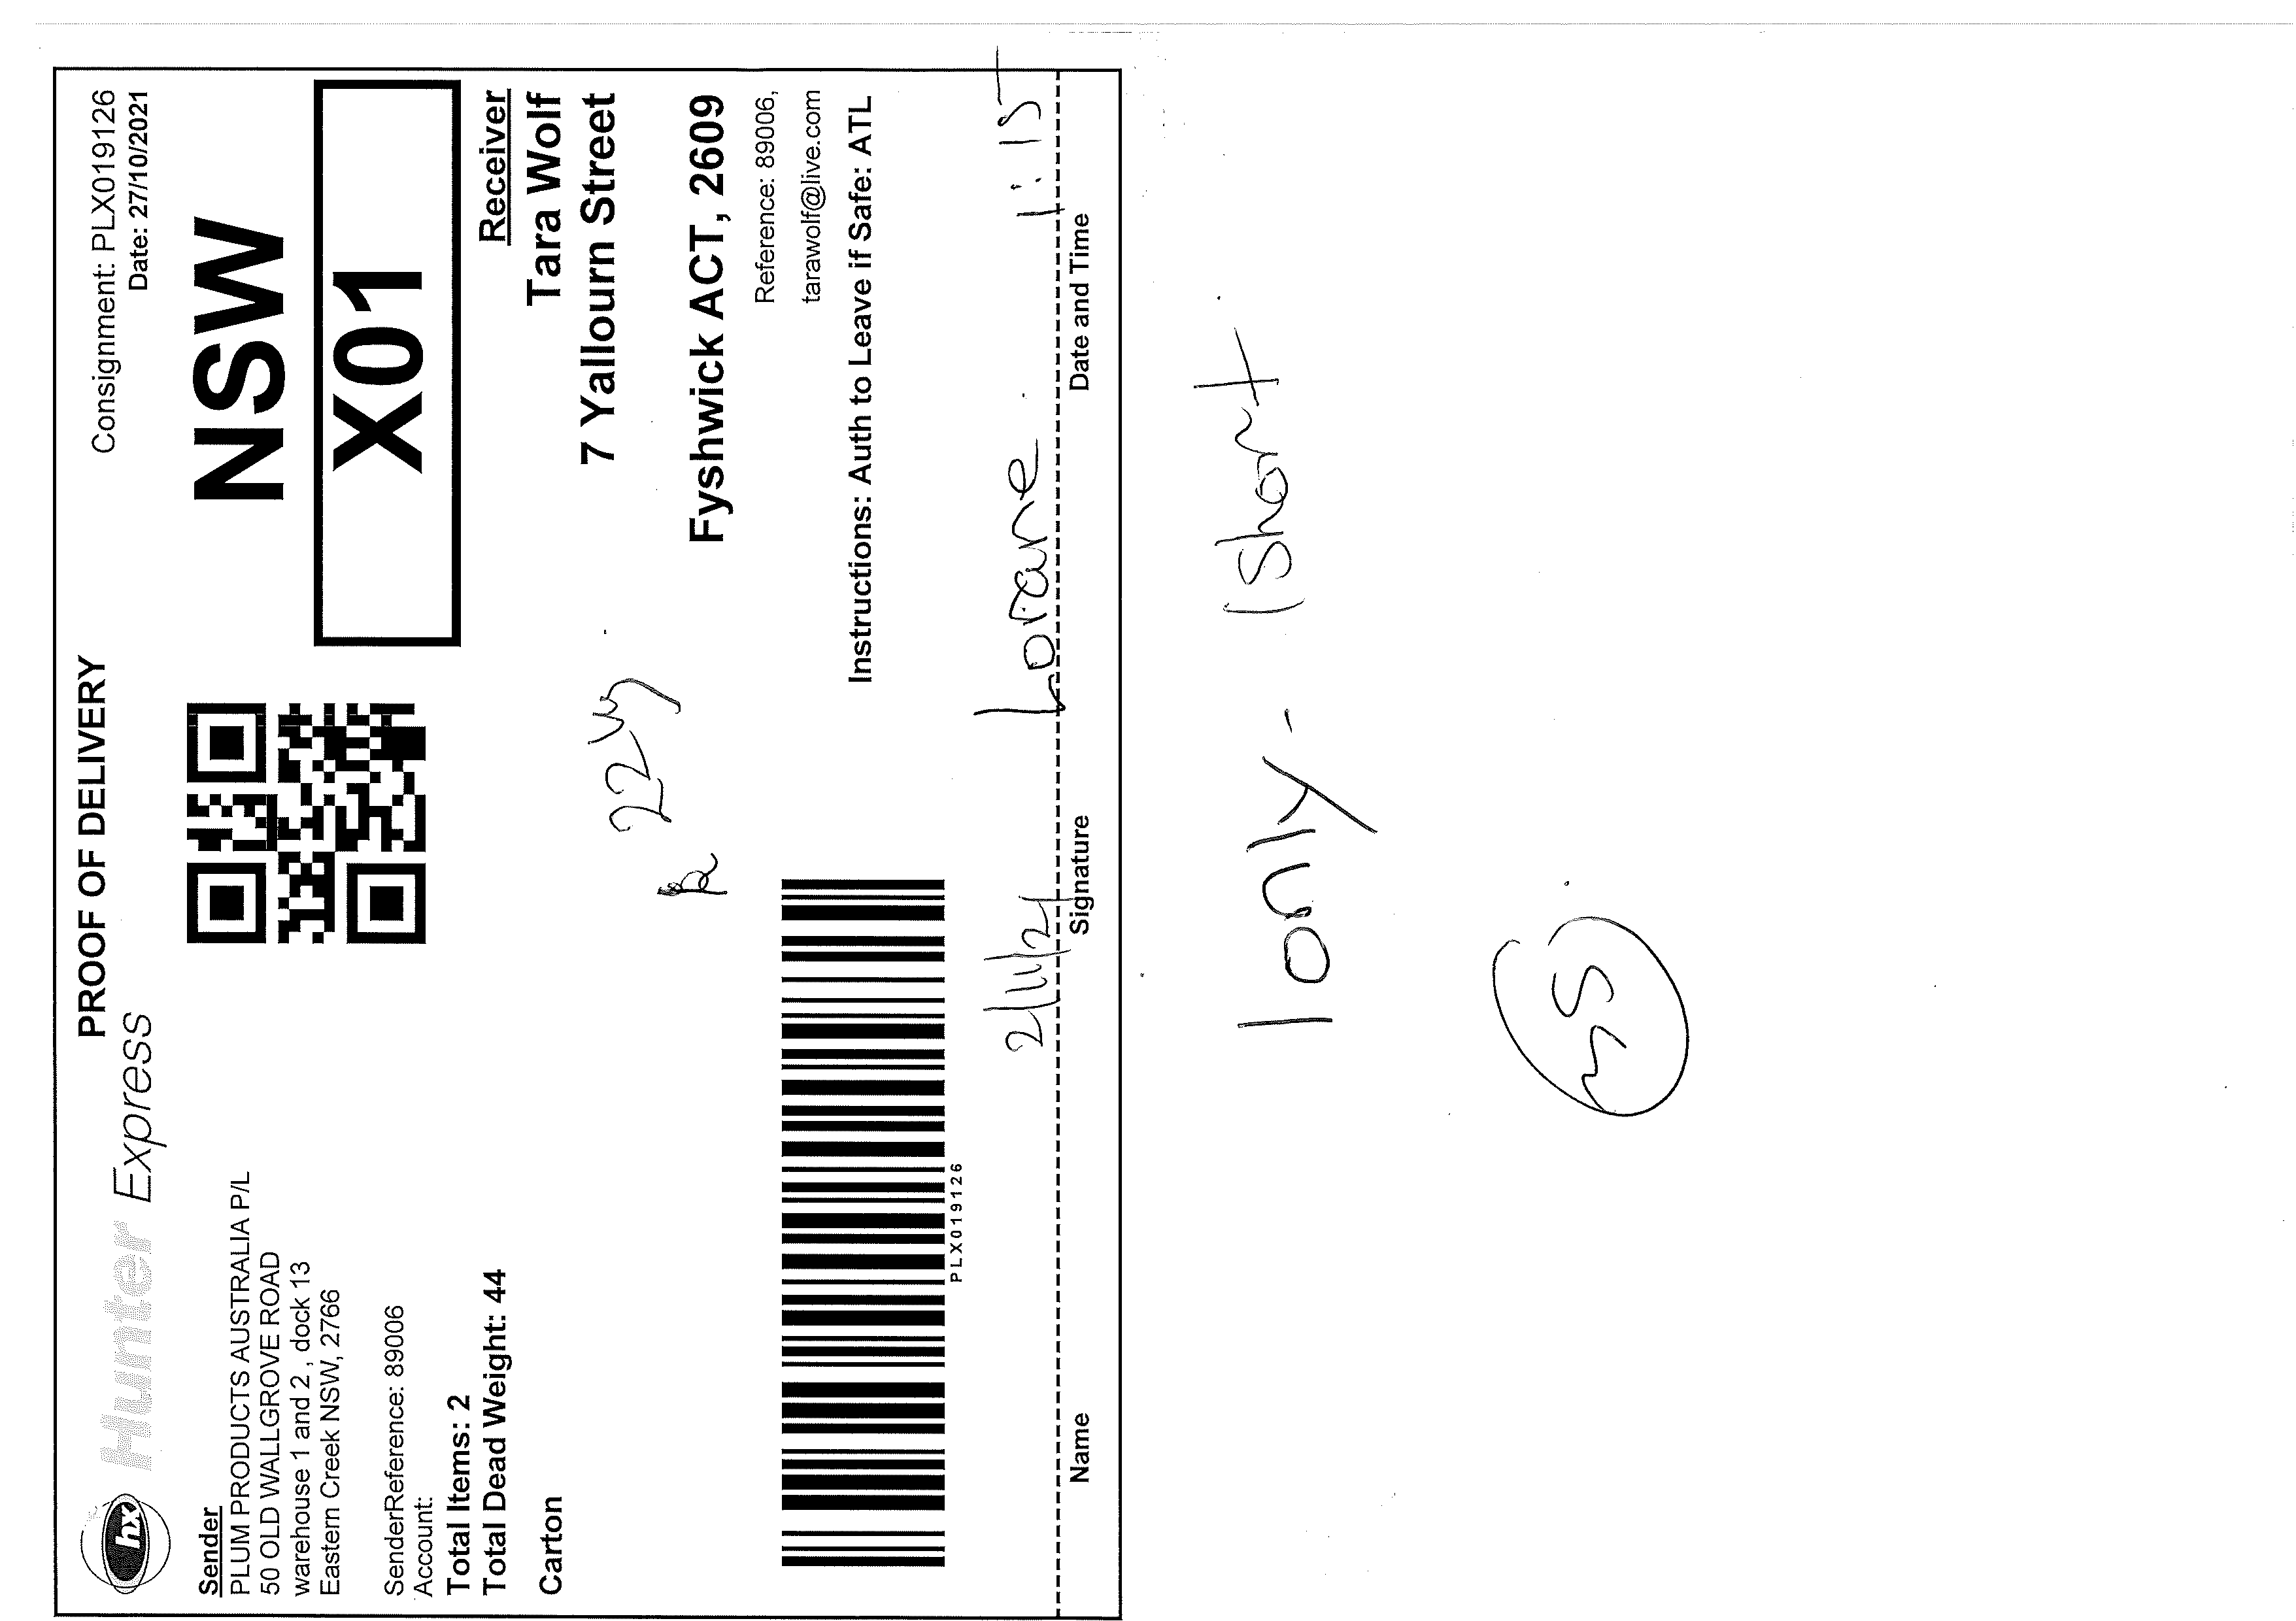 PROOF OF DELIVERY
hx Hunter Express
Consignment: PLX019126
Date: 27/10/2021
Sender
PLUM PRODUCTS AUSTRALIA P/L
50 OLD WALLGROVE ROAD
warehouse 1 and 2 , dock 13
Eastern Creek NSW, 2766
NSW
X01
SenderReference: 89006
Account:
Total Items: 2
Total Dead Weight: 44
Carton
Receiver
Tara Wolf
7 Yallourn Street
Fyshwick ACT, 2609
Reference: 89006,
tarawolf@live.com
Instructions: Auth to Leave if Safe: ATL
22
PLX019126
2/11/21 Lorane 1:15
Name Signature Date and Time
1 only - 1 Short